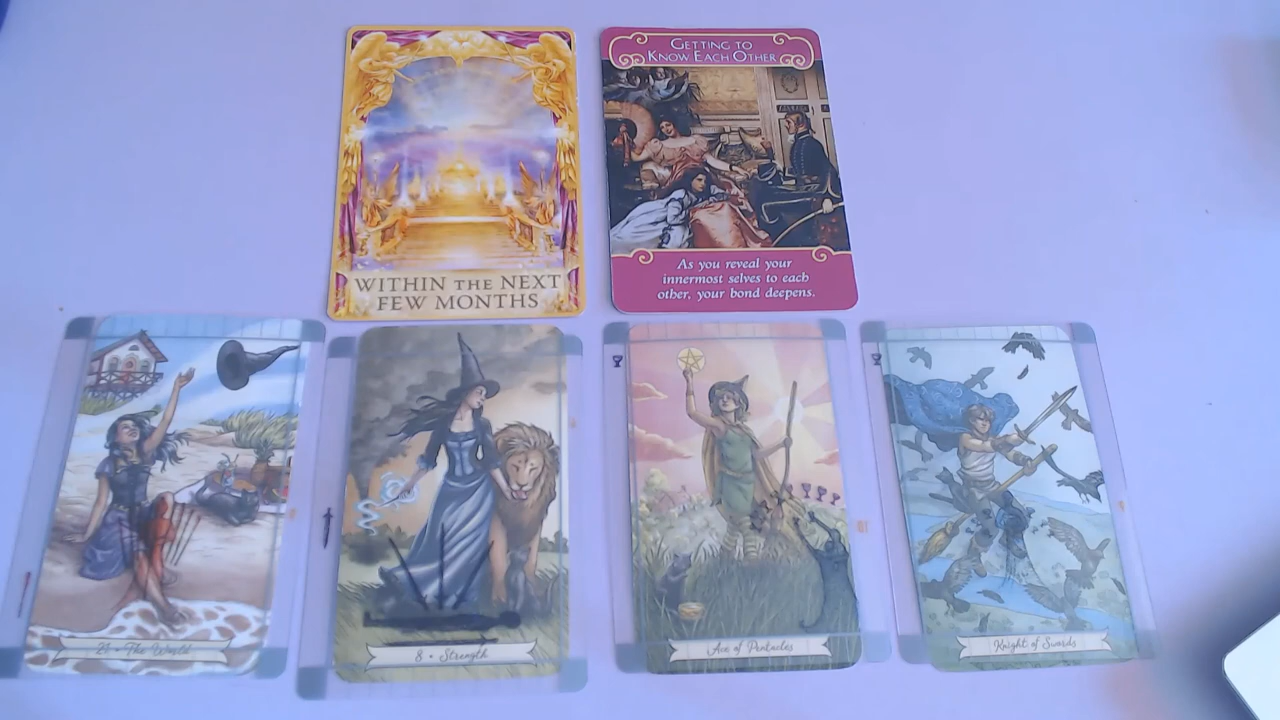 WITHIN THE NEXT
FEW MONTHS
GETTING TO
KNOW EACH OTHER
As you reveal your
innermost selves to each
other, your bond deepens.
21 • The World
8 • Strength
Ace of Pentacles
Knight of Swords